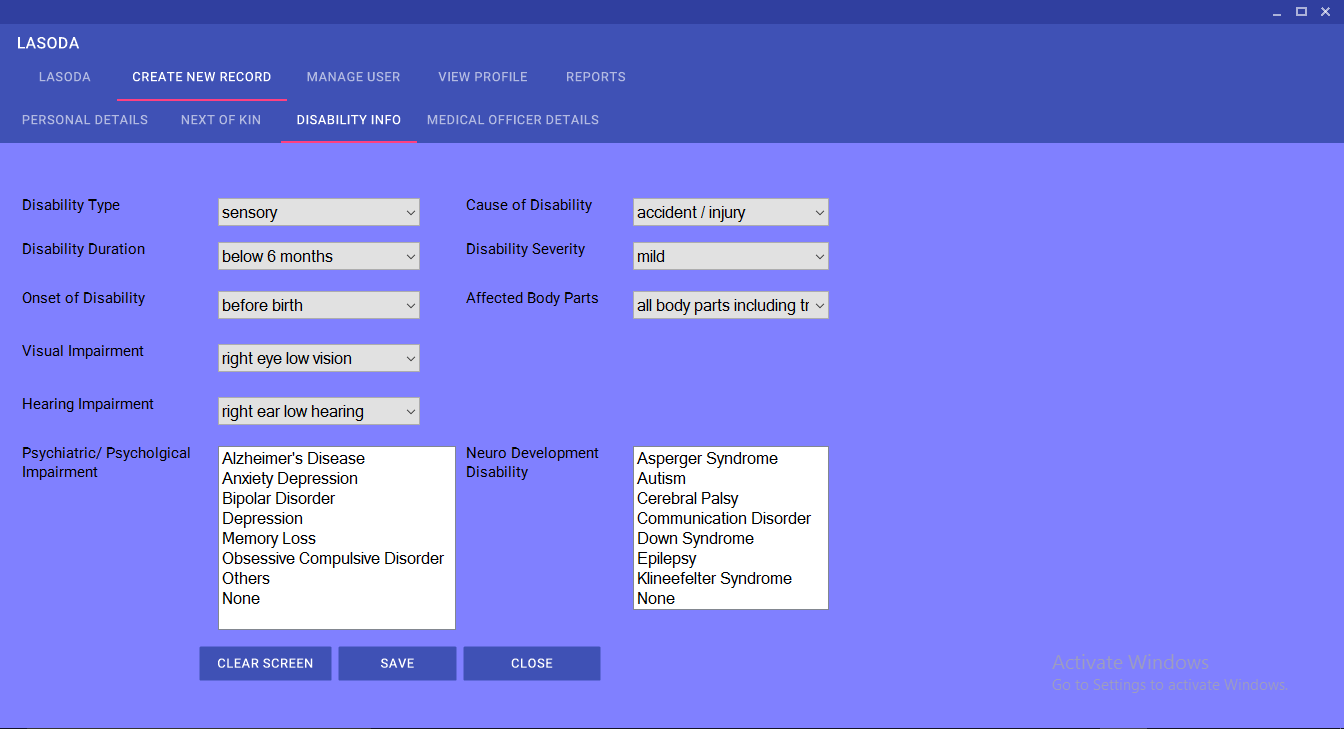 LASODA
LASODA CREATE NEW RECORD MANAGE USER VIEW PROFILE REPORTS
PERSONAL DETAILS NEXT OF KIN DISABILITY INFO MEDICAL OFFICER DETAILS
Disability Type sensory Cause of Disability accident / injury
Disability Duration below 6 months Disability Severity mild
Onset of Disability before birth Affected Body Parts all body parts including tr
Visual Impairment right eye low vision
Hearing Impairment right ear low hearing
Psychiatric/ Psycholgical
Impairment
Alzheimer's Disease
Anxiety Depression
Bipolar Disorder
Depression
Memory Loss
Obsessive Compulsive Disorder
Others
None
Neuro Development
Disability
Asperger Syndrome
Autism
Cerebral Palsy
Communication Disorder
Down Syndrome
Epilepsy
Klineefelter Syndrome
None
CLEAR SCREEN SAVE CLOSE
Activate Windows
Go to Settings to activate Windows.